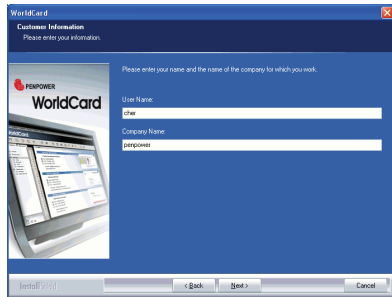 WorldCard
Customer Information
Please enter your information.
Please enter your name and the name of the company for which you work.
PENPOWER
WorldCard
User Name:
cher
Company Name:
penpower
InstallShield
< Back
Next >
Cancel